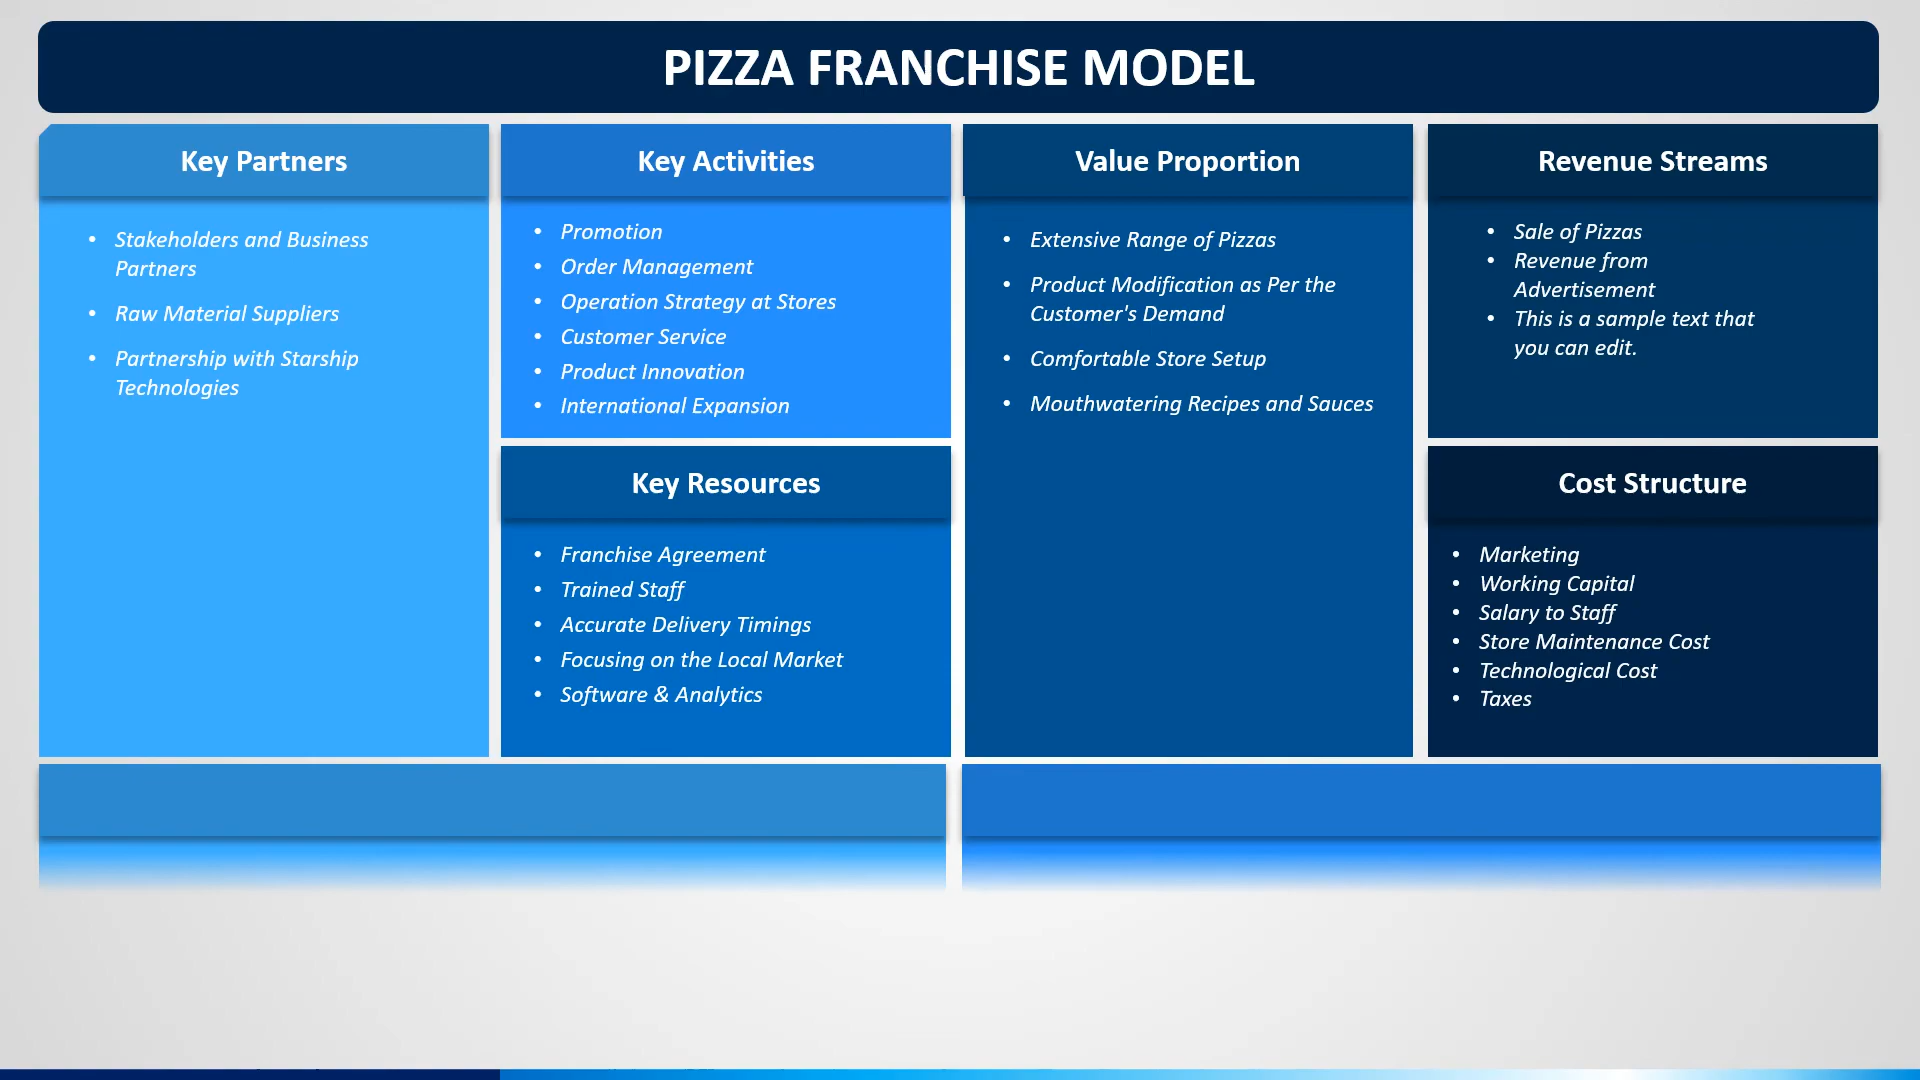 PIZZA FRANCHISE MODEL
Key Partners
• Stakeholders and Business
Partners
• Raw Material Suppliers
• Partnership with Starship
Technologies
Key Activities
• Promotion
• Order Management
• Operation Strategy at Stores
• Customer Service
• Product Innovation
• International Expansion
Key Resources
• Franchise Agreement
• Trained Staff
• Accurate Delivery Timings
• Focusing on the Local Market
• Software & Analytics
Value Proportion
• Extensive Range of Pizzas
• Product Modification as Per the
Customer's Demand
• Comfortable Store Setup
• Mouthwatering Recipes and Sauces
Revenue Streams
• Sale of Pizzas
• Revenue from
Advertisement
• This is a sample text that
you can edit.
Cost Structure
• Marketing
• Working Capital
• Salary to Staff
• Store Maintenance Cost
• Technological Cost
• Taxes